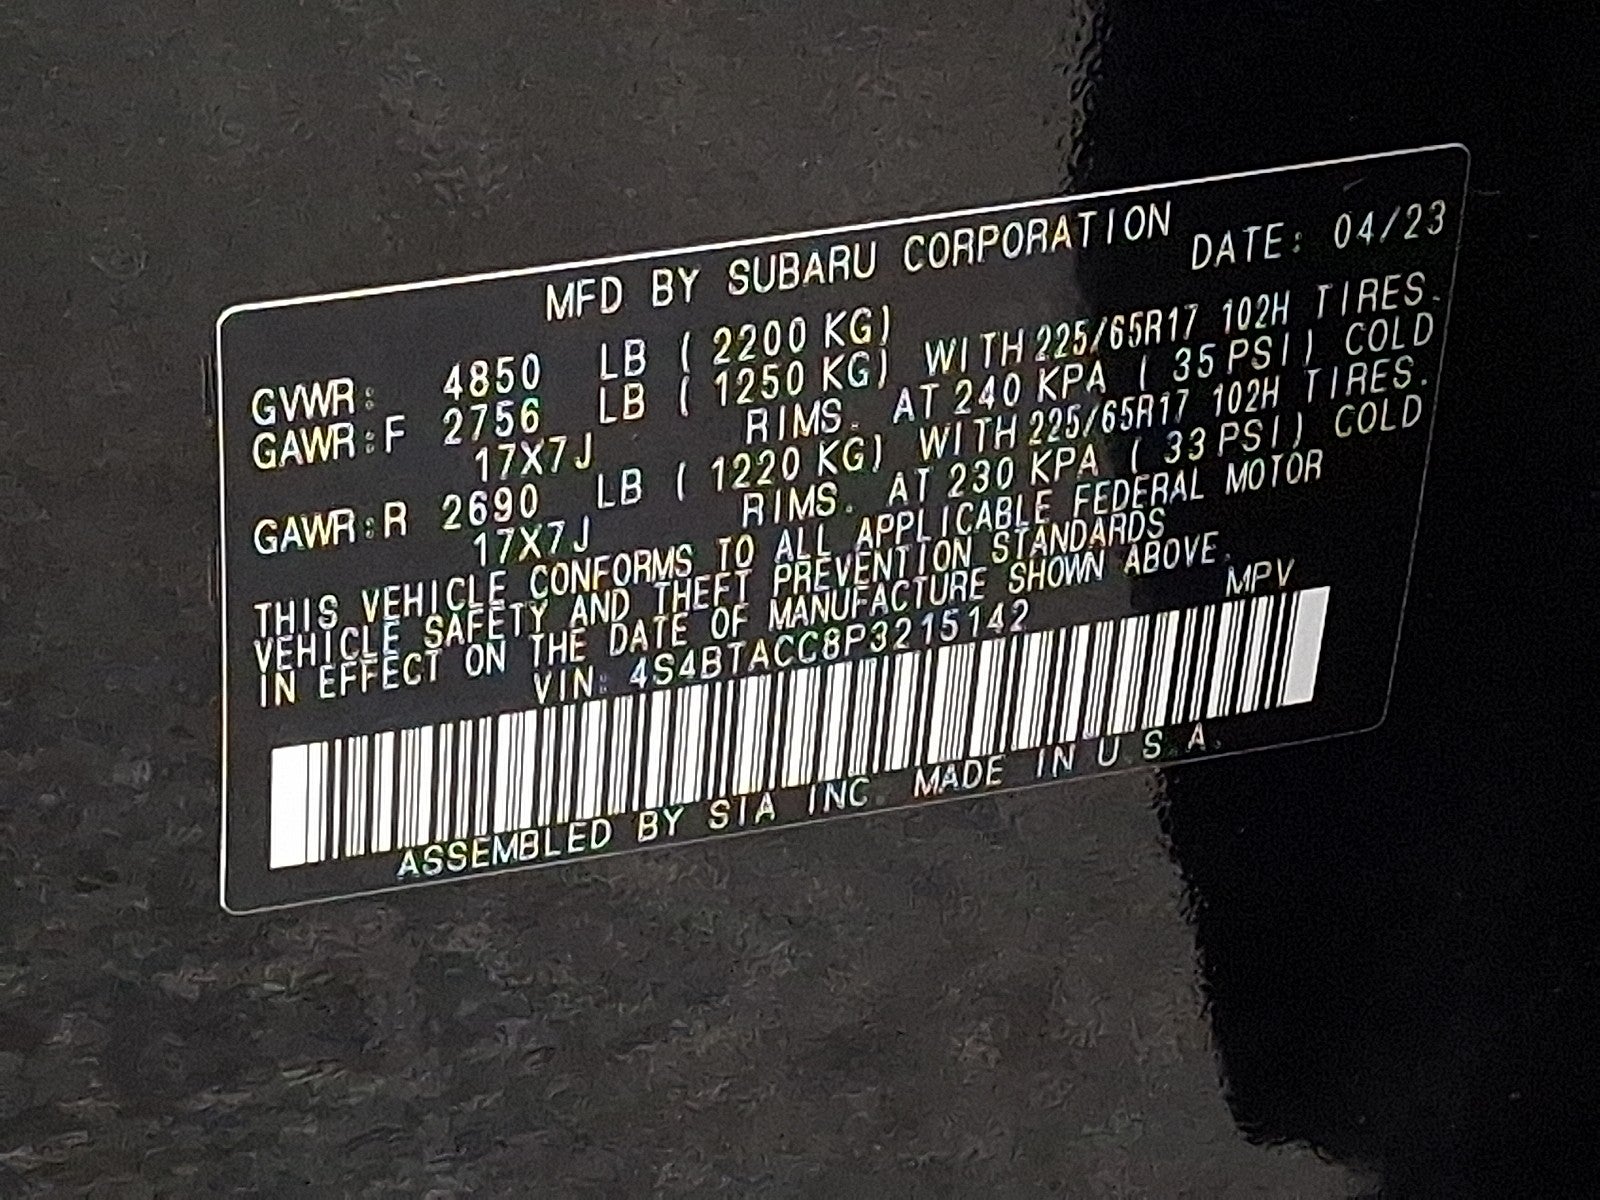 MFD BY SUBARU CORPORATION
DATE: 04/23
GVWR: 4850 LB ( 2200 KG)
GAWR:F 2756 LB ( 1250 KG) WITH 225/65R17 102H TIRES.
17X7J RIMS. AT 240 KPA ( 35 PSI) COLD
GAWR:R 2690 LB ( 1220 KG) WITH 225/65R17 102H TIRES.
17X7J RIMS. AT 230 KPA ( 33 PSI) COLD
THIS VEHICLE CONFORMS TO ALL APPLICABLE FEDERAL MOTOR
VEHICLE SAFETY AND THEFT PREVENTION STANDARDS
IN EFFECT ON THE DATE OF MANUFACTURE SHOWN ABOVE.
VIN: 4S4BTACC8P3215142 MPV
ASSEMBLED BY SIA INC. MADE IN U.S.A.